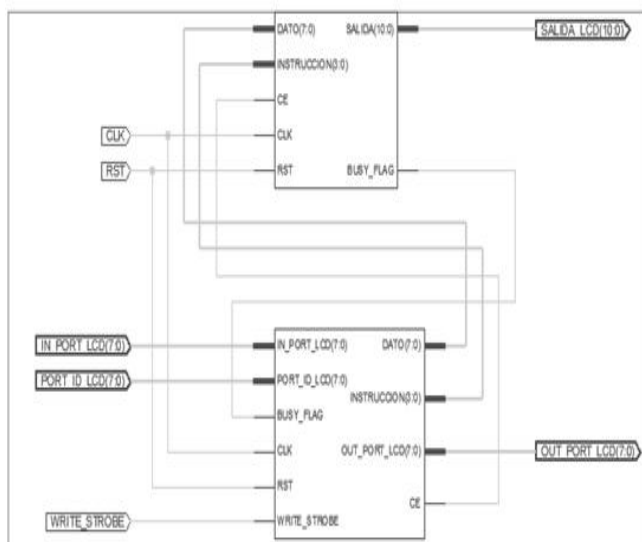 DATO(7:0)
SALIDA(10:0)
SALIDA_LCD(10:0)
INSTRUCCION(3:0)
CE
CLK
CLK
RST
RST
BUSY_FLAG
IN_PORT_LCD(7:0)
IN_PORT_LCD(7:0)
DATO(7:0)
PORT_ID_LCD(7:0)
PORT_ID_LCD(7:0)
INSTRUCCION(3:0)
BUSY_FLAG
CLK
OUT_PORT_LCD(7:0)
OUT_PORT_LCD(7:0)
RST
CE
WRITE_STROBE
WRITE_STROBE